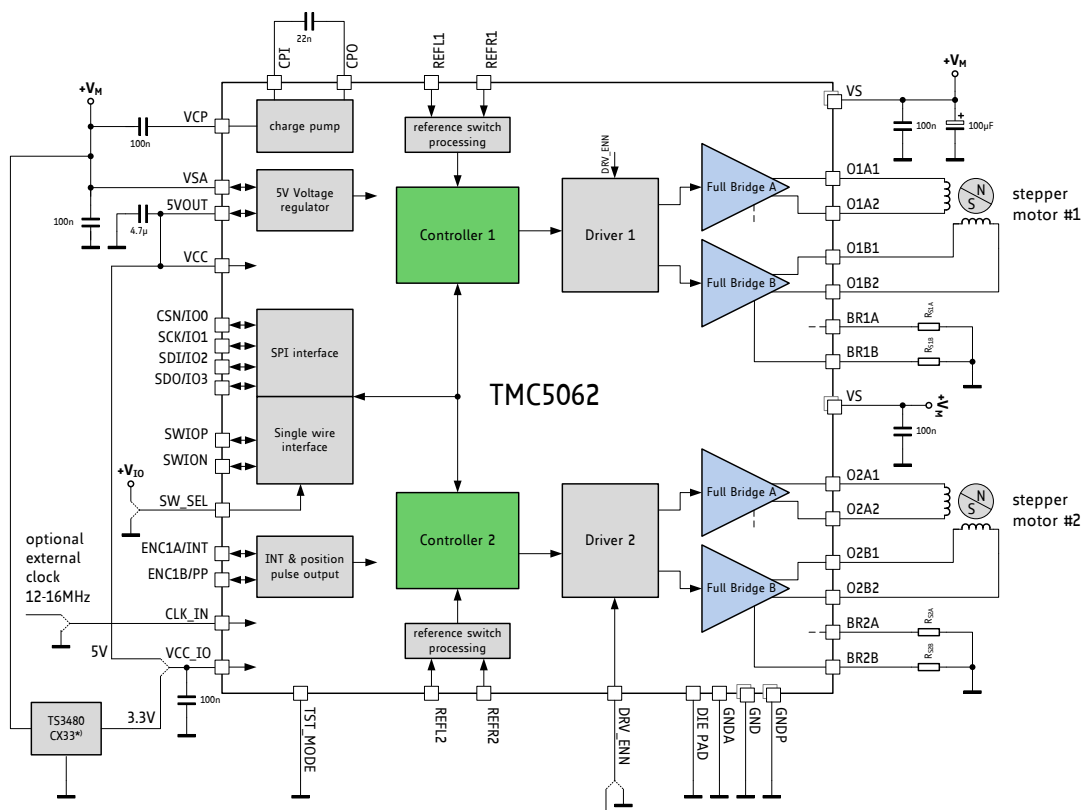 CPI
22n
CPO
REFL1
REFR1
+VM
VCP
100n
charge pump
reference switch
processing
VSA
5VOUT
5V Voltage
regulator
100n
4.7µ
VCC
Controller 1
DRV_ENN
Driver 1
Full Bridge A
Full Bridge B
+VM
VS
100n
+
100µF
O1A1
O1A2
O1B1
O1B2
N
S
stepper
motor #1
BR1A
RS1A
BR1B
RS1B
CSN/IO0
SCK/IO1
SDI/IO2
SDO/IO3
SPI interface
TMC5062
VS
+VM
100n
SWIOP
SWION
Single wire
interface
+VIO
SW_SEL
ENC1A/INT
ENC1B/PP
INT & position
pulse output
Controller 2
Driver 2
Full Bridge A
Full Bridge B
O2A1
O2A2
O2B1
O2B2
N
S
stepper
motor #2
BR2A
RS2A
BR2B
RS2B
optional
external
clock
12-16MHz
CLK_IN
5V
VCC_IO
100n
3.3V
TS3480
CX33*)
reference switch
processing
TST_MODE
REFL2
REFR2
DRV_ENN
DIE PAD
GNDA
GND
GNDP